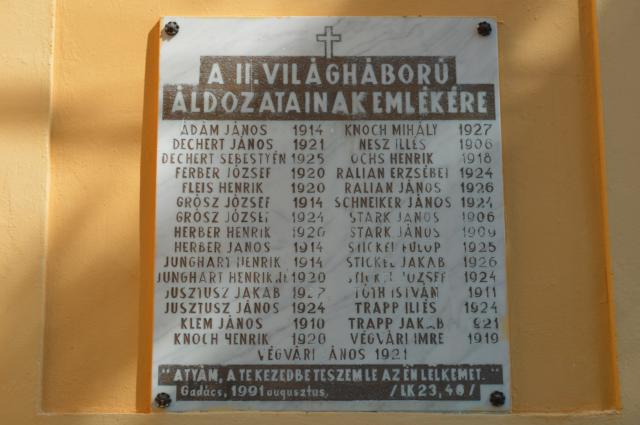 A II. VILÁGHÁBORÚ
ÁLDOZATAINAK EMLÉKÉRE
ÁDÁM JÁNOS 1914 KNOCH MIHÁLY 1927
DECHERT JÁNOS 1921 NESZ ILLÉS 1906
DECHERT SEBESTYÉN 1925 OCHS HENRIK 1918
FERBER JÓZSEF 1920 RALIAN ERZSÉBET 1924
FLEIS HENRIK 1920 RALIAN JÁNOS 1926
GRÓSZ JÓZSEF 1914 SCHNEIKER JÁNOS 1924
GRÓSZ JÓZSEF 1924 STARK JÁNOS 1906
HERBER HENRIK 1920 STARK JÁNOS 1909
HERBER JÁNOS 1914 STICKEL FÜLÖP 1925
JUNGHART HENRIK 1914 STICKEL JAKAB 1926
JUNGHART HENRIK 1920 STICKEL JÓZSEF 1924
JUSZTUSZ JAKAB TÓTH ISTVÁN 1911
JUSZTUSZ JÁNOS 1924 TRAPP ILLÉS 1924
KLEM JÁNOS 1910 TRAPP JAKAB 921
KNOCH HENRIK 1920 VÉGVÁRI IMRE 1919
VÉGVÁRI ÁNOS 1921
"ATYÁM, A TE KEZEDBE TESZEM LE AZ ÉN LELKEMET."
Gadács, 1991 augusztus, /LK 23,46/